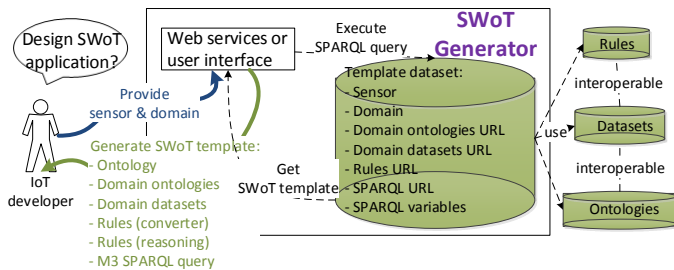 Design SWoT
application?
Web services or
user interface
Execute
SPARQL query
SWoT
Generator
Provide
sensor & domain
IoT
developer
Generate SWoT template:
- Ontology
- Domain ontologies
- Domain datasets
- Rules (converter)
- Rules (reasoning)
- M3 SPARQL query
Get
SWoT template
Template dataset:
- Sensor
- Domain
- Domain ontologies URL
- Domain datasets URL
- Rules URL
- SPARQL URL
- SPARQL variables
use
Rules
interoperable
Datasets
interoperable
Ontologies